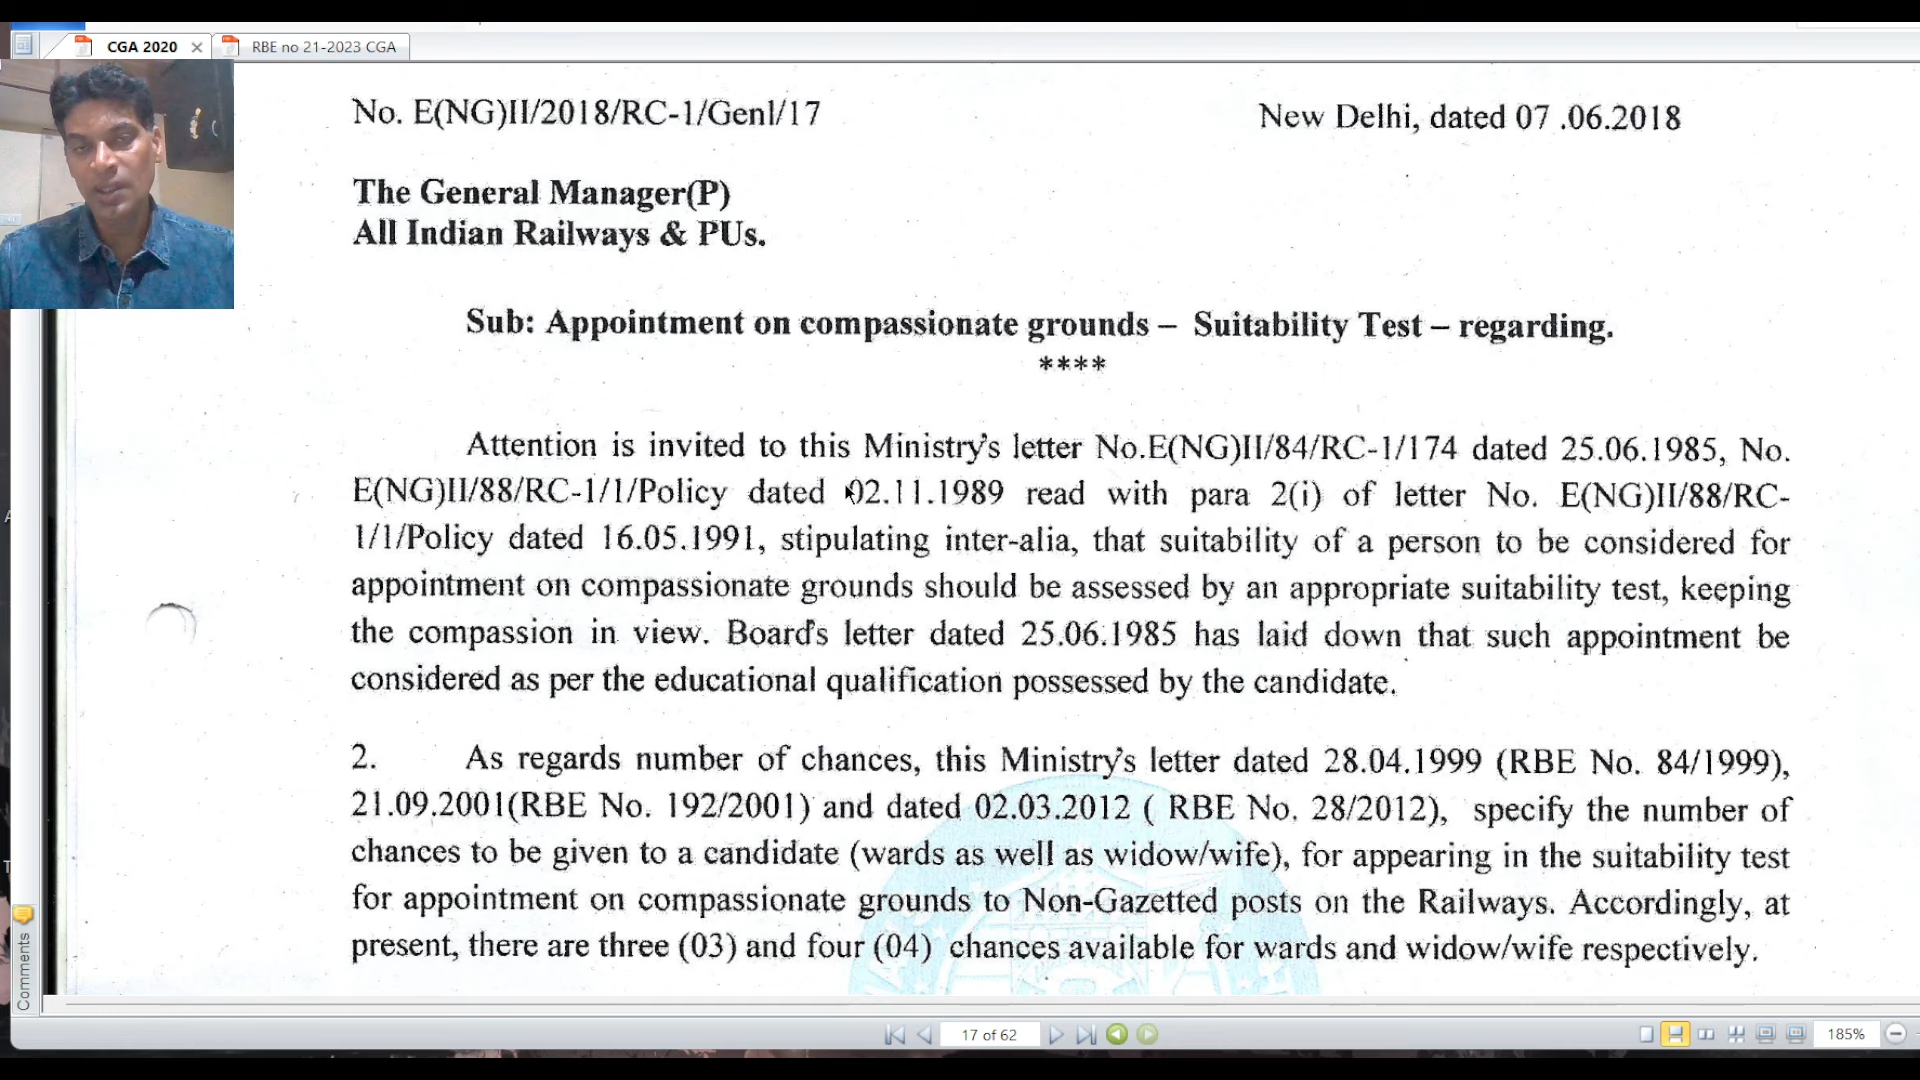 CGA 2020
RBE no 21-2023 CGA
No. E(NG)II/2018/RC-1/Genl/17
New Delhi, dated 07 .06.2018
The General Manager(P)
All Indian Railways & PUs.
Sub: Appointment on compassionate grounds – Suitability Test – regarding.
****
Attention is invited to this Ministry's letter No.E(NG)II/84/RC-1/174 dated 25.06.1985, No.
E(NG)II/88/RC-1/1/Policy dated 02.11.1989 read with para 2(i) of letter No. E(NG)II/88/RC-
1/1/Policy dated 16.05.1991, stipulating inter-alia, that suitability of a person to be considered for
appointment on compassionate grounds should be assessed by an appropriate suitability test, keeping
the compassion in view. Board's letter dated 25.06.1985 has laid down that such appointment be
considered as per the educational qualification possessed by the candidate.
2. As regards number of chances, this Ministry's letter dated 28.04.1999 (RBE No. 84/1999),
21.09.2001(RBE No. 192/2001) and dated 02.03.2012 ( RBE No. 28/2012), specify the number of
chances to be given to a candidate (wards as well as widow/wife), for appearing in the suitability test
for appointment on compassionate grounds to Non-Gazetted posts on the Railways. Accordingly, at
present, there are three (03) and four (04) chances available for wards and widow/wife respectively.
Comments
17 of 62
185%